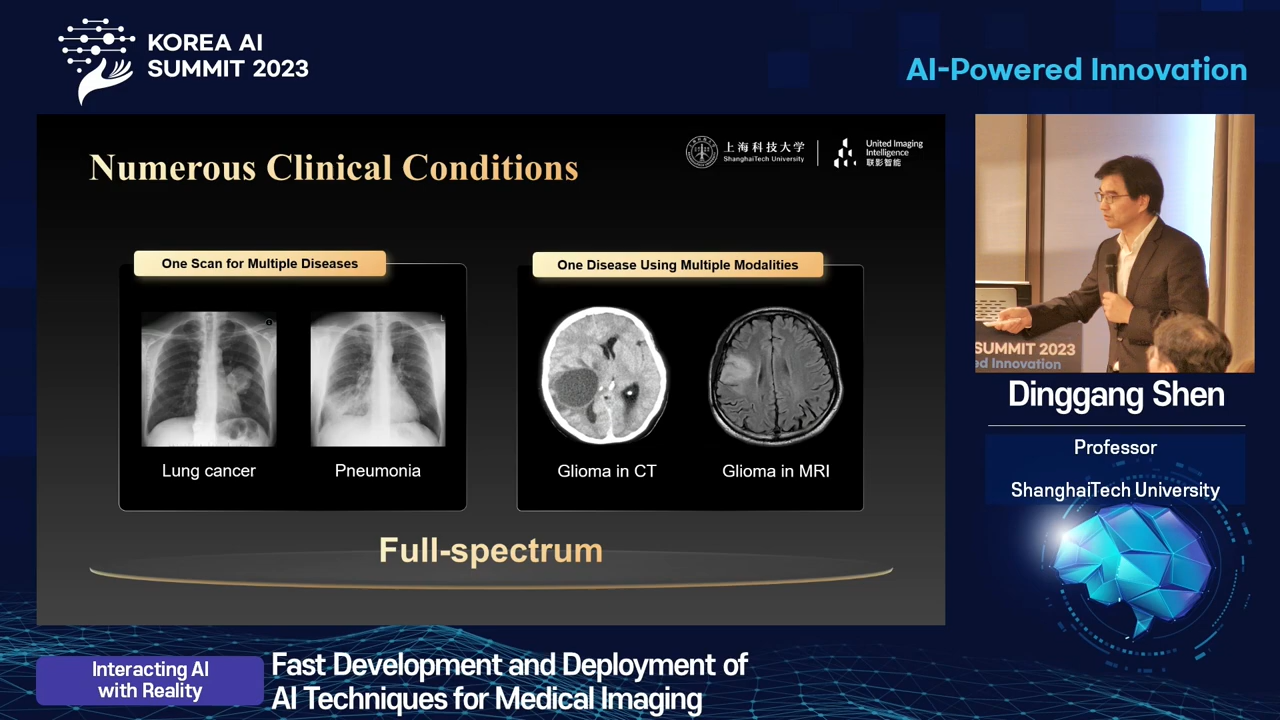 KOREA AI
SUMMIT 2023
AI-Powered Innovation
Numerous Clinical Conditions
上海科技大学
ShanghaiTech University
United Imaging
Intelligence
联影智能
One Scan for Multiple Diseases
One Disease Using Multiple Modalities
Lung cancer
Pneumonia
Glioma in CT
Glioma in MRI
Full-spectrum
SUMMIT 2023
ed Innovation
Dinggang Shen
Professor
ShanghaiTech University
Interacting AI
with Reality
Fast Development and Deployment of
AI Techniques for Medical Imaging